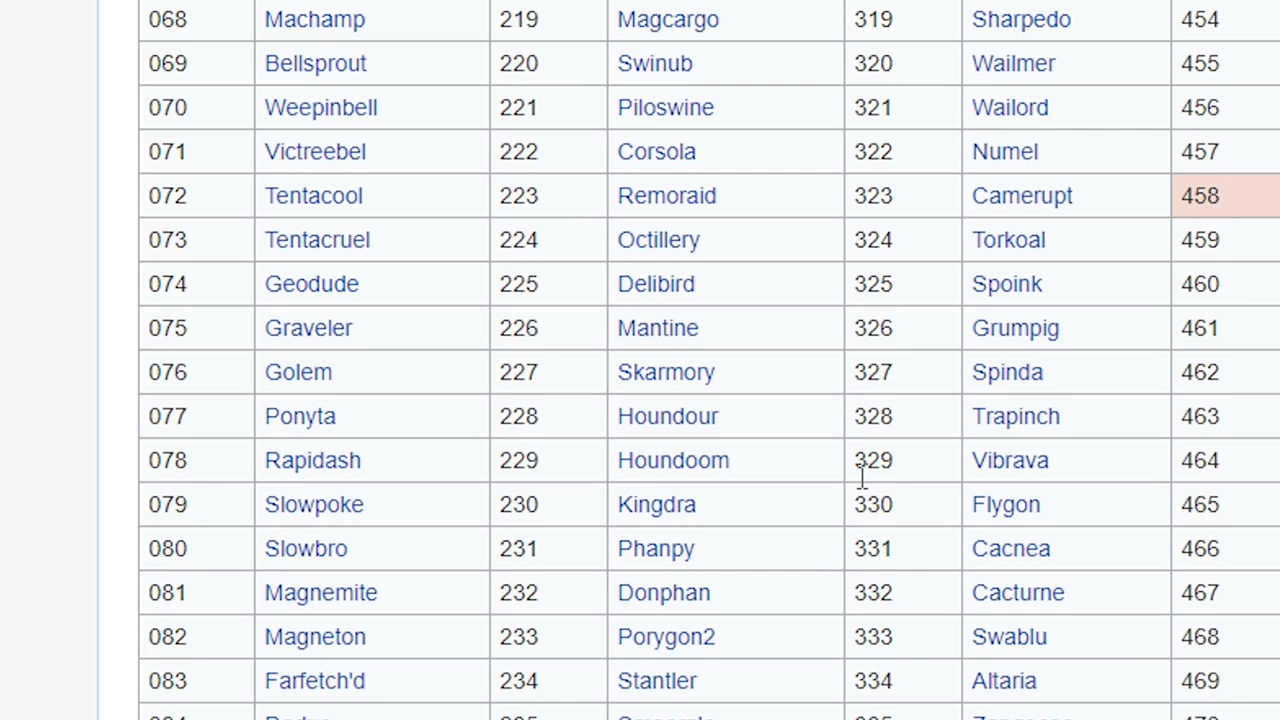 068 Machamp 219 Magcargo 319 Sharpedo 454
069 Bellsprout 220 Swinub 320 Wailmer 455
070 Weepinbell 221 Piloswine 321 Wailord 456
071 Victreebel 222 Corsola 322 Numel 457
072 Tentacool 223 Remoraid 323 Camerupt 458
073 Tentacruel 224 Octillery 324 Torkoal 459
074 Geodude 225 Delibird 325 Spoink 460
075 Graveler 226 Mantine 326 Grumpig 461
076 Golem 227 Skarmory 327 Spinda 462
077 Ponyta 228 Houndour 328 Trapinch 463
078 Rapidash 229 Houndoom 329 Vibrava 464
079 Slowpoke 230 Kingdra 330 Flygon 465
080 Slowbro 231 Phanpy 331 Cacnea 466
081 Magnemite 232 Donphan 332 Cacturne 467
082 Magneton 233 Porygon2 333 Swablu 468
083 Farfetch'd 234 Stantler 334 Altaria 469